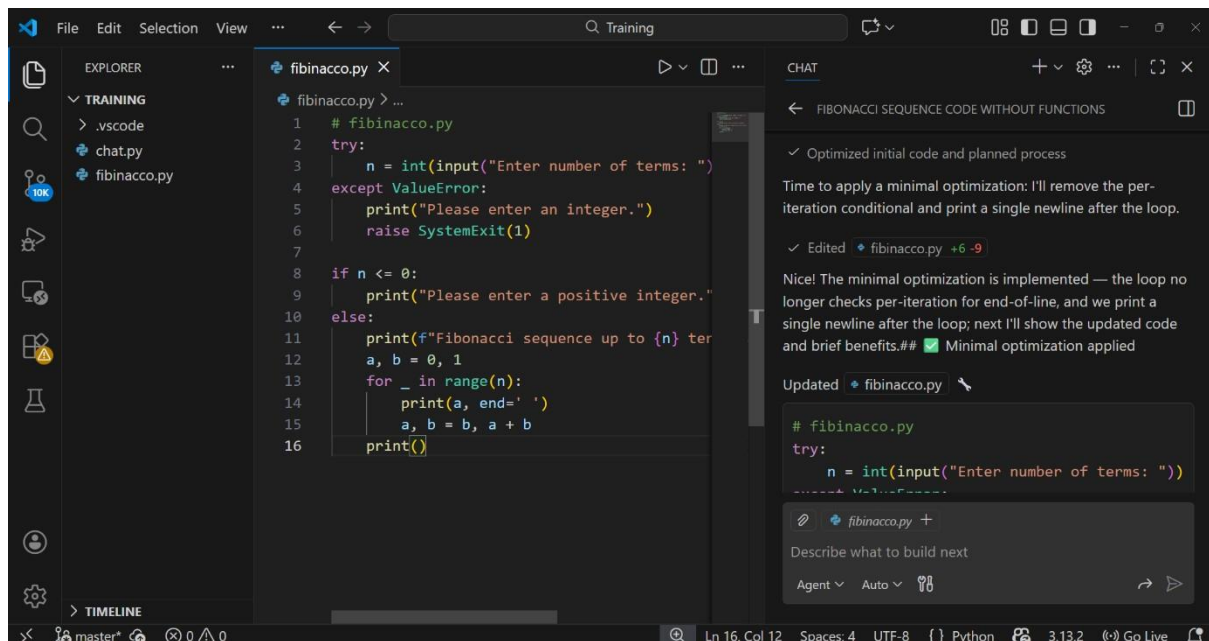 File Edit Selection View ... Training
EXPLORER ...
TRAINING
.vscode
chat.py
fibinacco.py
10K
TIMELINE
fibinacco.py
fibinacco.py > ...
1 # fibinacco.py
2 try:
3 n = int(input("Enter number of terms: ")
4 except ValueError:
5 print("Please enter an integer.")
6 raise SystemExit(1)
7
8 if n <= 0:
9 print("Please enter a positive integer."
10 else:
11 print(f"Fibonacci sequence up to {n} ter
12 a, b = 0, 1
13 for _ in range(n):
14 print(a, end=' ')
15 a, b = b, a + b
16 print()
CHAT
FIBONACCI SEQUENCE CODE WITHOUT FUNCTIONS
Optimized initial code and planned process
Time to apply a minimal optimization: I'll remove the per-
iteration conditional and print a single newline after the loop.
Edited fibinacco.py +6 -9
Nice! The minimal optimization is implemented — the loop no
longer checks per-iteration for end-of-line, and we print a
single newline after the loop; next I'll show the updated code
and brief benefits.## ✅ Minimal optimization applied
Updated fibinacco.py
# fibinacco.py
try:
n = int(input("Enter number of terms: "))
fibinacco.py
Describe what to build next
Agent Auto
master* 0 0 Ln 16, Col 12 Spaces: 4 UTF-8 {} Python 3.13.2 Go Live